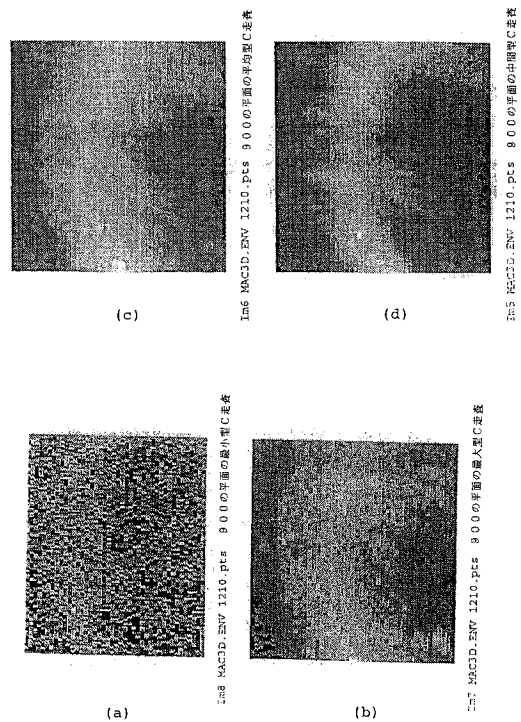 (a)
Im8 MAC3D.ENV 1210.pts 900の平面の最小型C走査
(b)
Im7 MAC3D.ENV 1210.pts 900の平面の最大型C走査
(c)
Im6 MAC3D.ENV 1210.pts 900の平面の平均型C走査
(d)
Im5 MAC3D.ENV 1210.pts 900の平面の中間型C走査